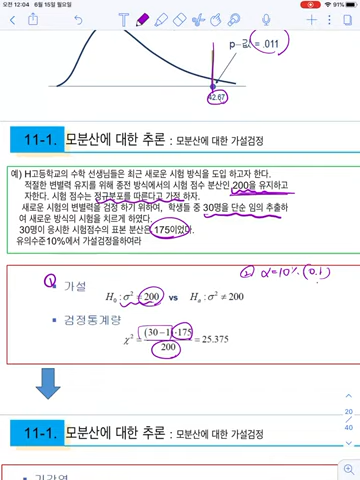 오전 12:04 6월 15일 월요일
91%
p-값 = .011
42.67
11-1. 모분산에 대한 추론 : 모분산에 대한 가설검정
예) H고등학교의 수학 선생님들은 최근 새로운 시험 방식을 도입 하고자 한다.
적절한 변별력 유지를 위해 종전 방식에서의 시험 점수 분산인 200을 유지하고
자한다. 시험 점수는 정규분포를 따른다고 가정 하자.
새로운 시험의 변별력을 검정 하기 위하여, 학생들 중 30명을 단순 임의 추출하
여 새로운 방식의 시험을 치르게 하였다.
30명이 응시한 시험점수의 표본 분산은 175이었다.
유의수준 10%에서 가설검정을하여라
① 가설
② α=10% (0.1)
H₀ : σ² = 200 vs Hₐ : σ² ≠ 200
검정통계량
χ² = (30−1)·175 / 200 = 25.375
20
/
40
11-1. 모분산에 대한 추론 : 모분산에 대한 가설검정
기각역